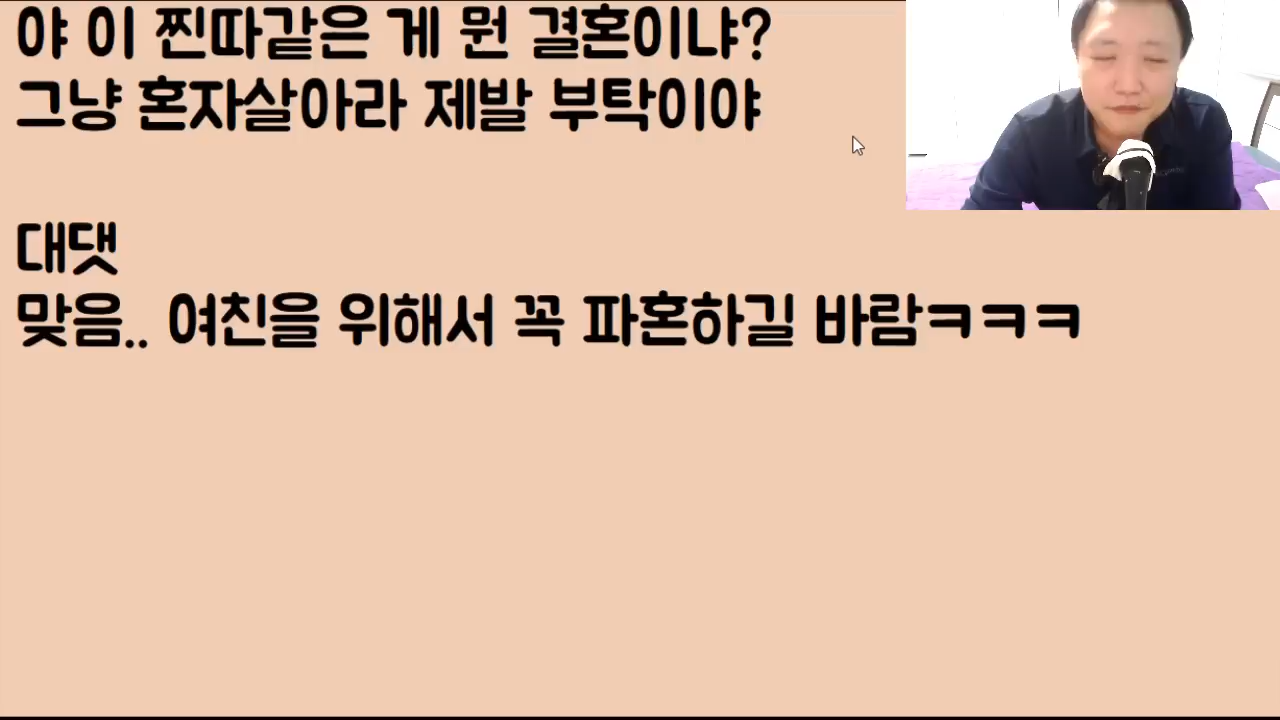 야 이 찐따같은 게 뭔 결혼이냐?
그냥 혼자살아라 제발 부탁이야
대댓
맞음.. 여친을 위해서 꼭 파혼하길 바람ㅋㅋㅋ